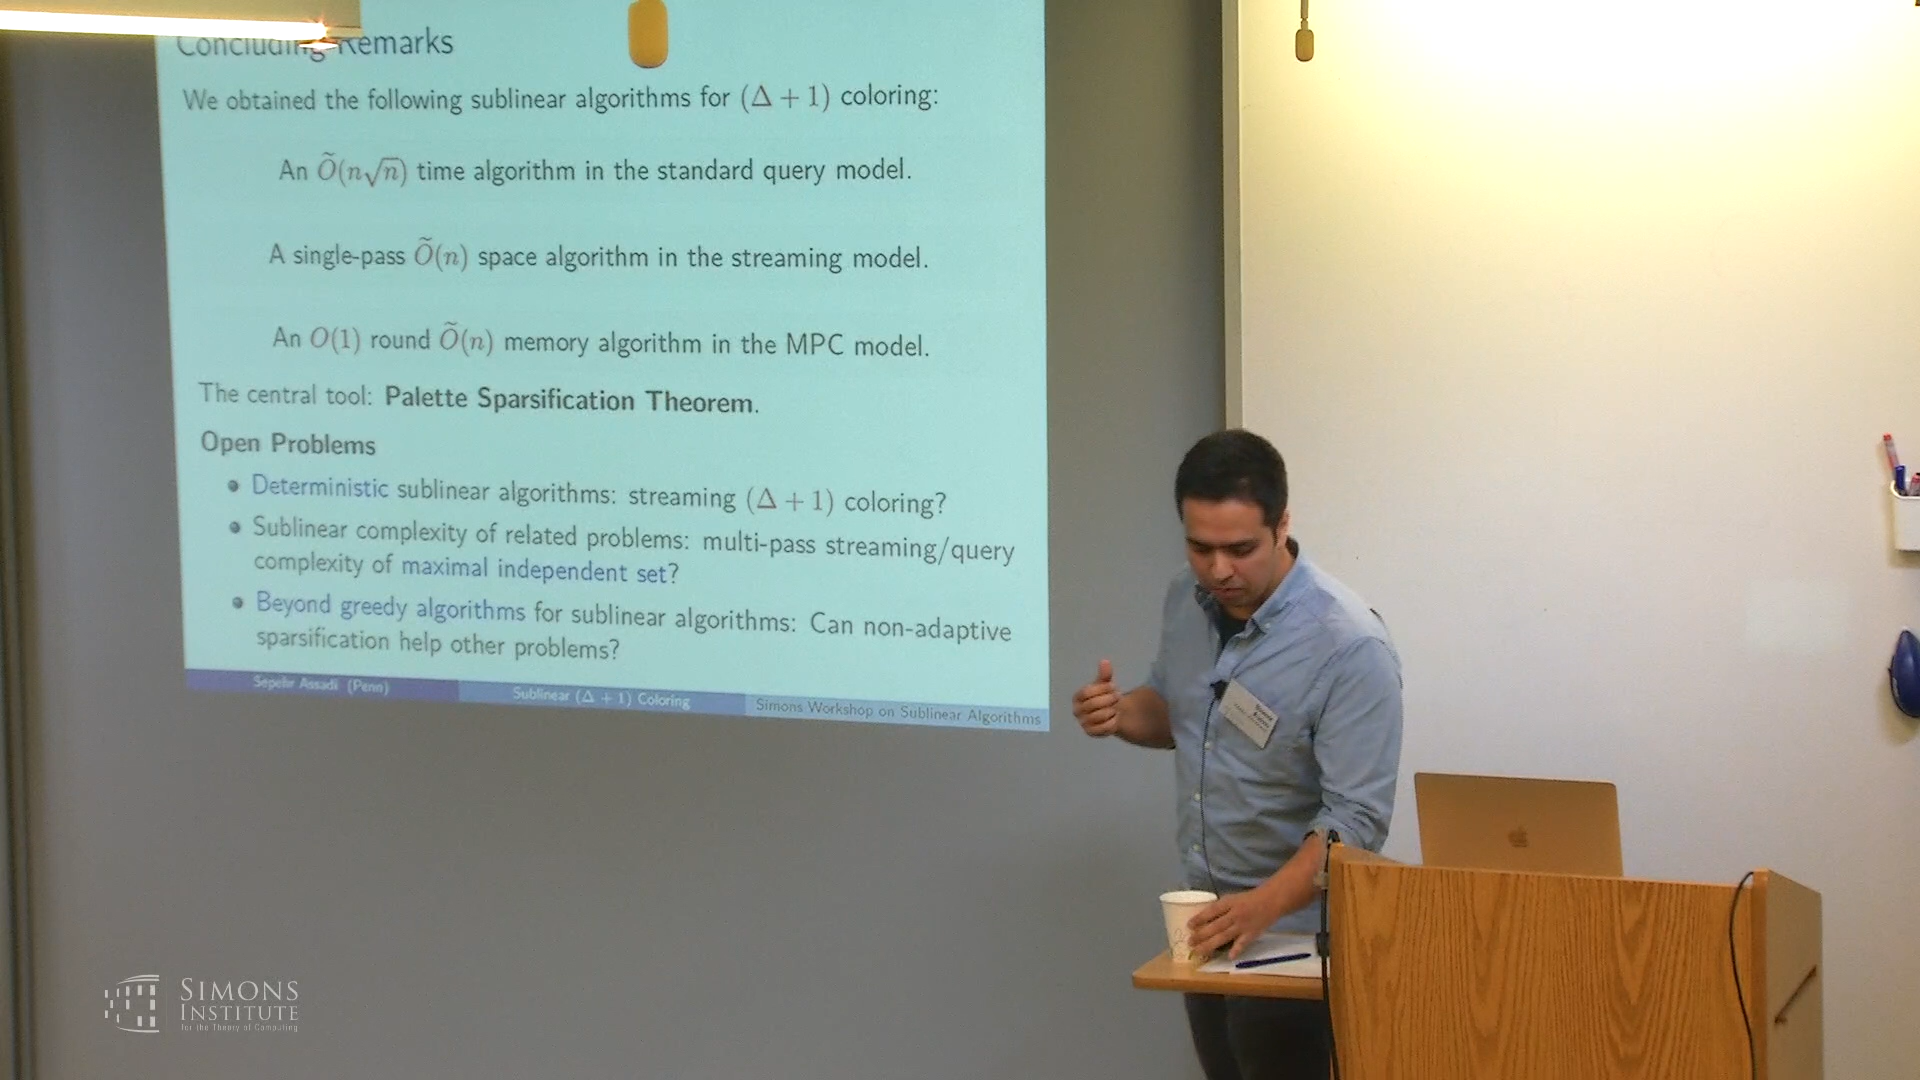 Concluding Remarks
We obtained the following sublinear algorithms for (Δ + 1) coloring:
An Õ(n√n) time algorithm in the standard query model.
A single-pass Õ(n) space algorithm in the streaming model.
An O(1) round Õ(n) memory algorithm in the MPC model.
The central tool: Palette Sparsification Theorem.
Open Problems
Deterministic sublinear algorithms: streaming (Δ + 1) coloring?
Sublinear complexity of related problems: multi-pass streaming/query
complexity of maximal independent set?
Beyond greedy algorithms for sublinear algorithms: Can non-adaptive
sparsification help other problems?
Sepehr Assadi (Penn)
Sublinear (Δ + 1) Coloring
Simons Workshop on Sublinear Algorithms
SIMONS
INSTITUTE
for the Theory of Computing